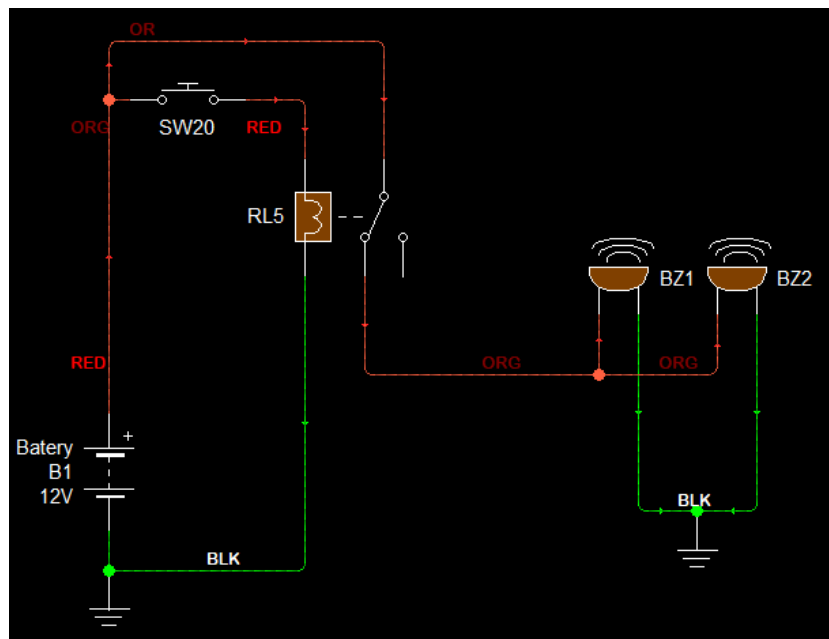 OR
ORG
SW20
RED
RL5
BZ1
BZ2
RED
ORG
ORG
+
Batery
B1
12V
BLK
BLK